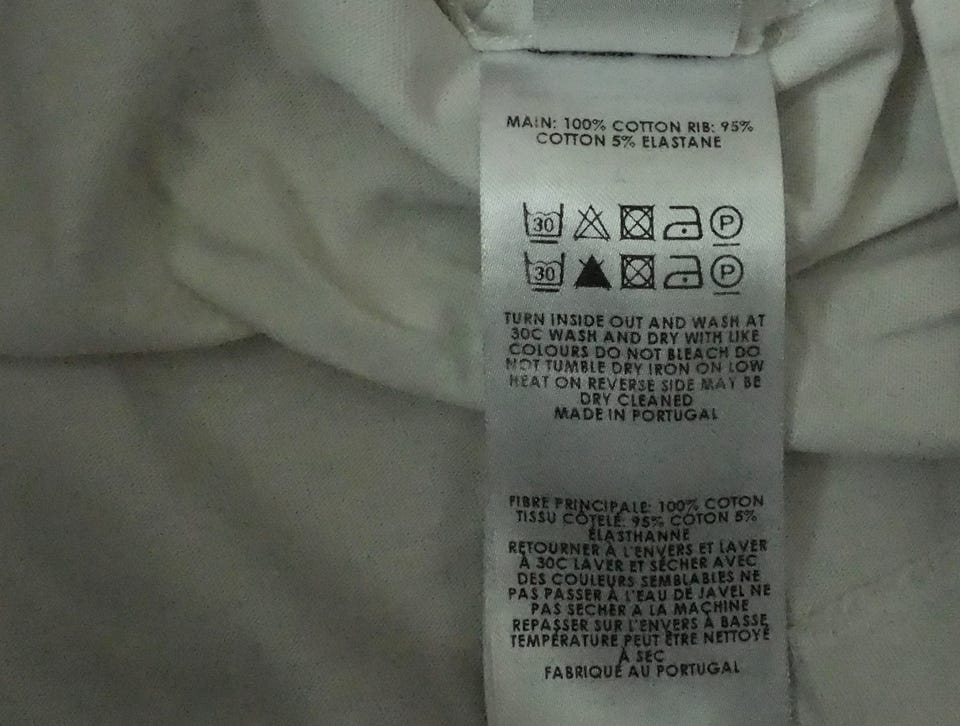 MAIN: 100% COTTON RIB: 95%
COTTON 5% ELASTANE
30 P
30 P
TURN INSIDE OUT AND WASH AT
30C WASH AND DRY WITH LIKE
COLOURS DO NOT BLEACH DO
NOT TUMBLE DRY IRON ON LOW
HEAT ON REVERSE SIDE MAY BE
DRY CLEANED
MADE IN PORTUGAL
FIBRE PRINCIPALE: 100% COTON
TISSU CÔTELÉ: 95% COTON 5%
ÉLASTHANNE
RETOURNER À L'ENVERS ET LAVER
À 30C LAVER ET SÉCHER AVEC
DES COULEURS SEMBLABLES NE
PAS PASSER À L'EAU DE JAVEL NE
PAS SÉCHER À LA MACHINE
REPASSER SUR L'ENVERS À BASSE
TEMPÉRATURE PEUT ÊTRE NETTOYÉ
À SEC
FABRIQUÉ AU PORTUGAL